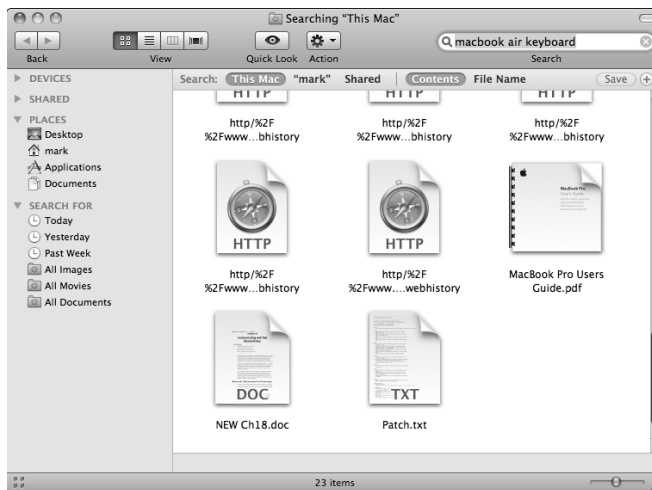 Searching “This Mac”
macbook air keyboard
Back View Quick Look Action Search
DEVICES
SHARED
PLACES
Desktop
mark
Applications
Documents
SEARCH FOR
Today
Yesterday
Past Week
All Images
All Movies
All Documents
Search: This Mac "mark" Shared Contents File Name Save
HTTP HTTP HTTP
http/%2F http/%2F http/%2F
%2Fwww...bhistory %2Fwww...bhistory %2Fwww...bhistory
HTTP HTTP MacBook Pro
User's Guide
http/%2F http/%2F MacBook Pro Users
%2Fwww...bhistory %2Fwww....webhistory Guide.pdf
DOC TXT
NEW Ch18.doc Patch.txt
23 items